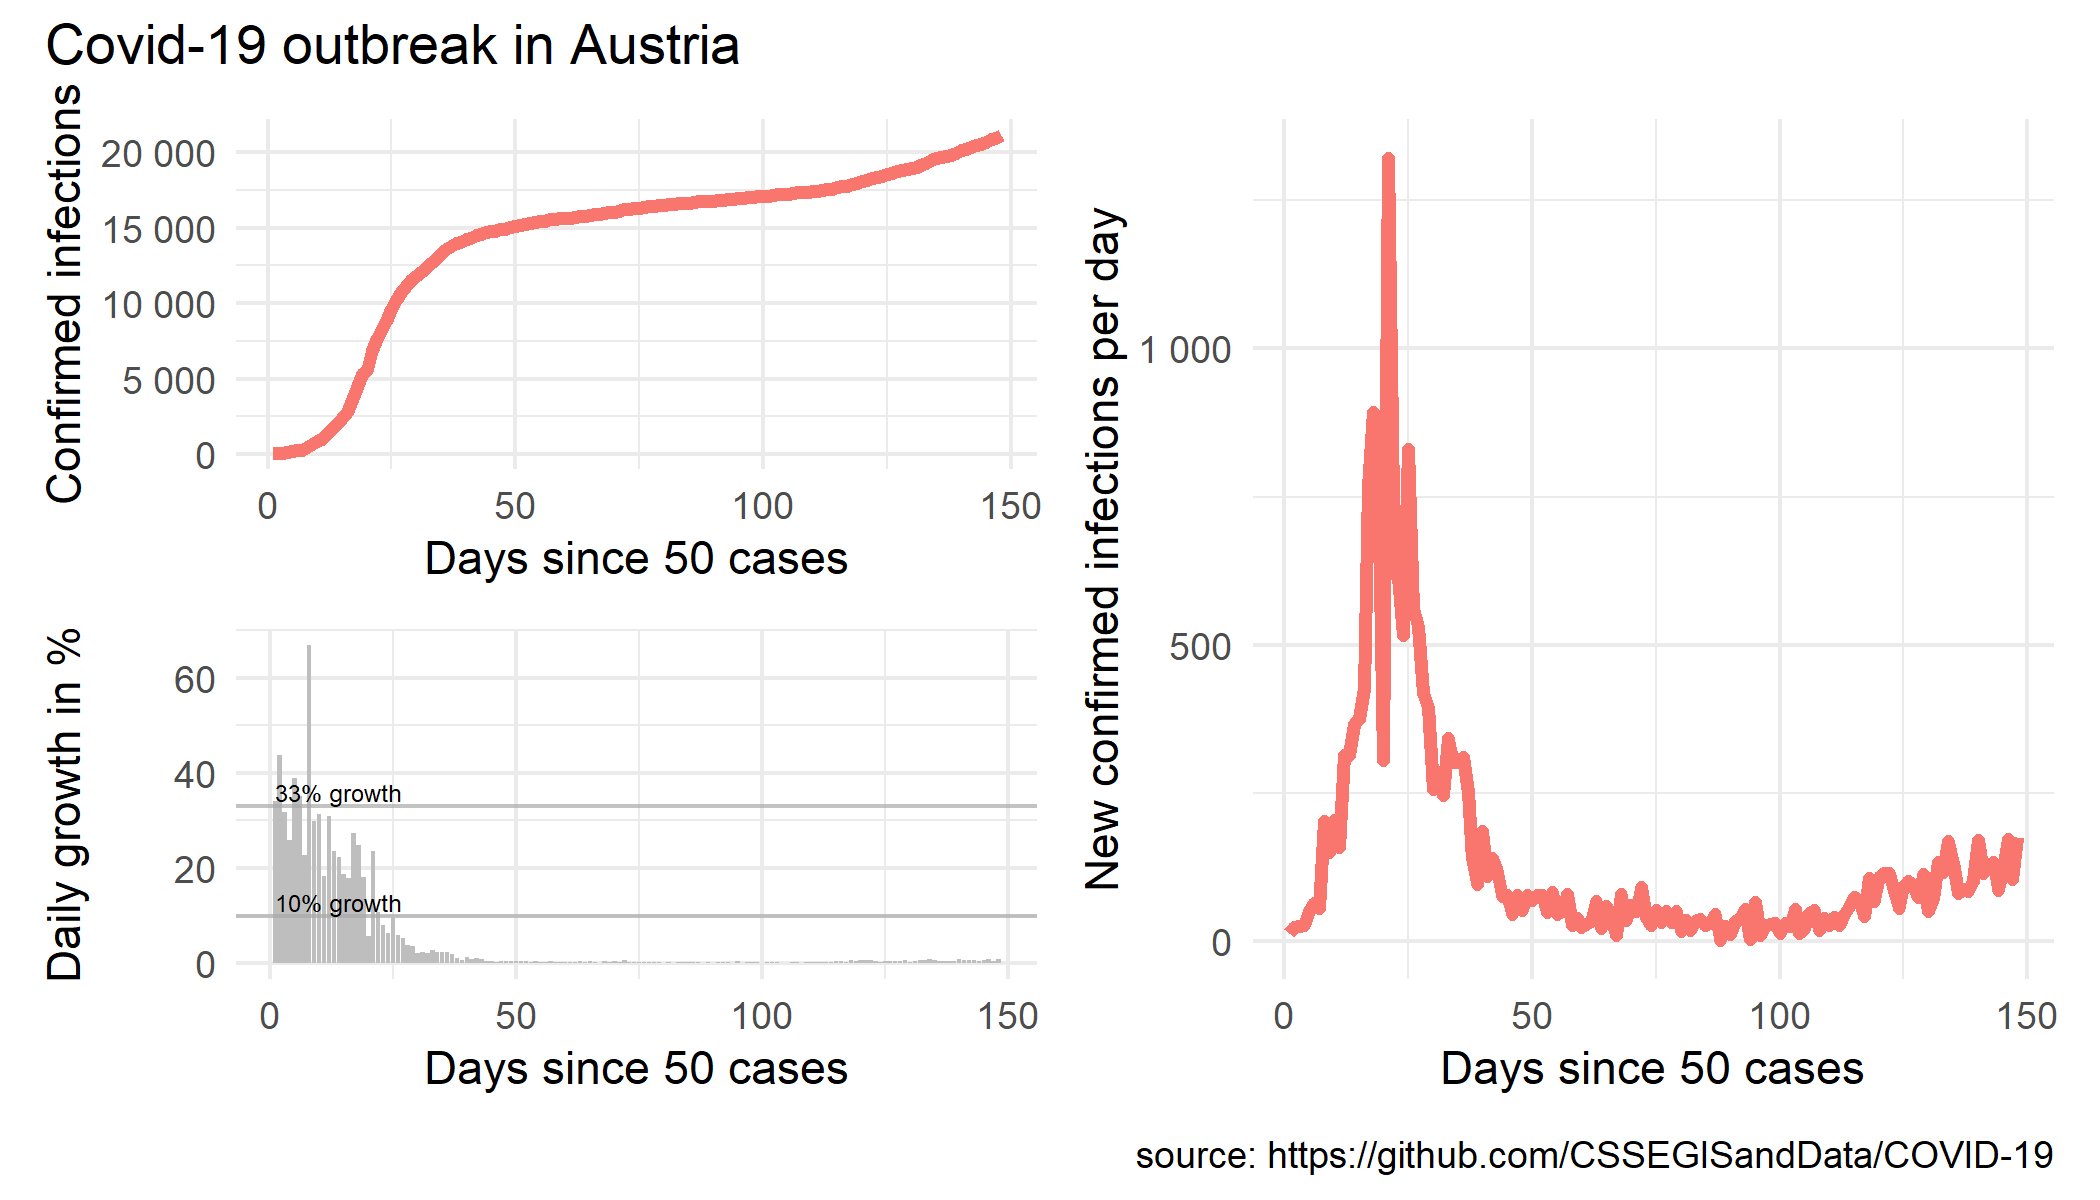 Covid-19 outbreak in Austria
Confirmed infections
20 000
15 000
10 000
5 000
0
0 50 100 150
Days since 50 cases
Daily growth in %
60
40
20
0
33% growth
10% growth
0 50 100 150
Days since 50 cases
New confirmed infections per day
1 000
500
0
0 50 100 150
Days since 50 cases
source: https://github.com/CSSEGISandData/COVID-19